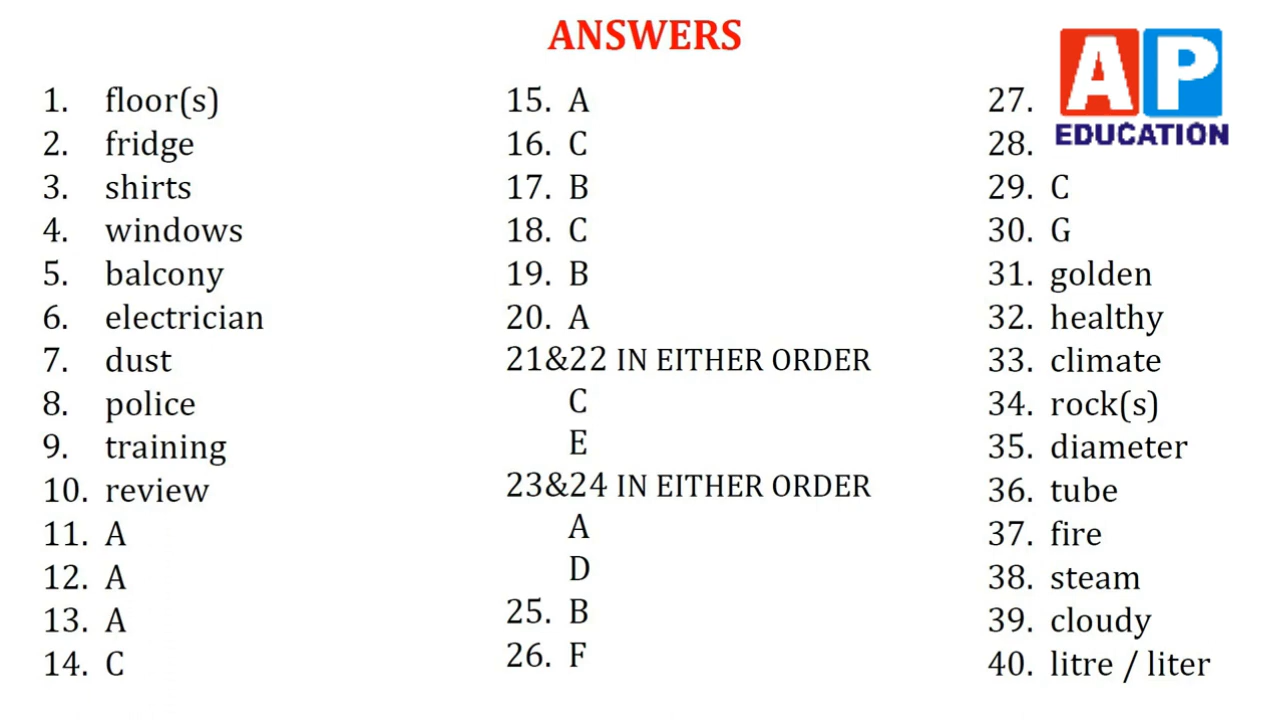 ANSWERS
AP
EDUCATION
1. floor(s)
2. fridge
3. shirts
4. windows
5. balcony
6. electrician
7. dust
8. police
9. training
10. review
11. A
12. A
13. A
14. C
15. A
16. C
17. B
18. C
19. B
20. A
21&22 IN EITHER ORDER
C
E
23&24 IN EITHER ORDER
A
D
25. B
26. F
27.
28.
29. C
30. G
31. golden
32. healthy
33. climate
34. rock(s)
35. diameter
36. tube
37. fire
38. steam
39. cloudy
40. litre / liter